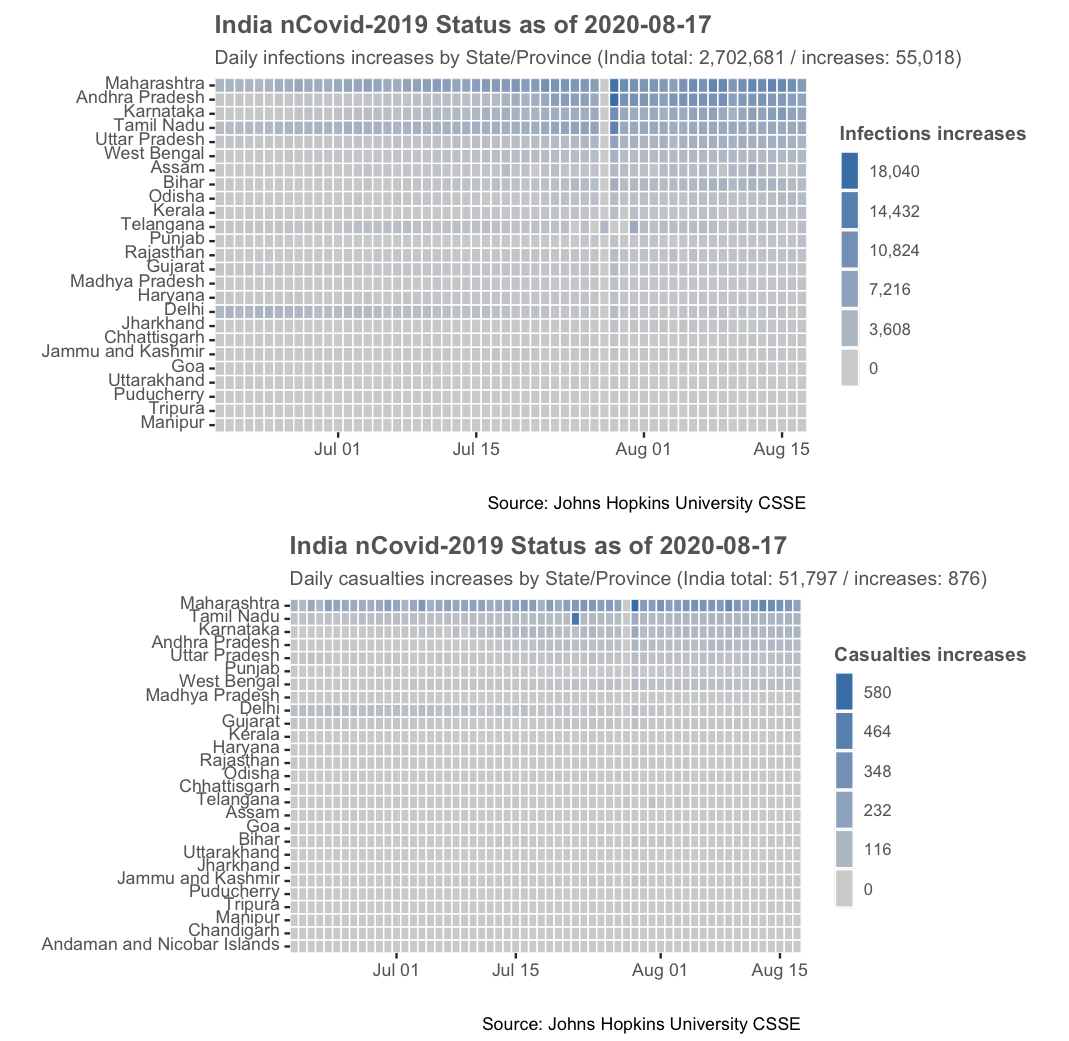 India nCovid-2019 Status as of 2020-08-17
Daily infections increases by State/Province (India total: 2,702,681 / increases: 55,018)
Maharashtra
Andhra Pradesh
Karnataka
Tamil Nadu
Uttar Pradesh
West Bengal
Assam
Bihar
Odisha
Kerala
Telangana
Punjab
Rajasthan
Gujarat
Madhya Pradesh
Haryana
Delhi
Jharkhand
Chhattisgarh
Jammu and Kashmir
Goa
Uttarakhand
Puducherry
Tripura
Manipur
Jul 01 Jul 15 Aug 01 Aug 15
Infections increases
18,040
14,432
10,824
7,216
3,608
0
Source: Johns Hopkins University CSSE
India nCovid-2019 Status as of 2020-08-17
Daily casualties increases by State/Province (India total: 51,797 / increases: 876)
Maharashtra
Tamil Nadu
Karnataka
Andhra Pradesh
Uttar Pradesh
Punjab
West Bengal
Madhya Pradesh
Delhi
Gujarat
Kerala
Haryana
Rajasthan
Odisha
Chhattisgarh
Telangana
Assam
Goa
Bihar
Uttarakhand
Jharkhand
Jammu and Kashmir
Puducherry
Tripura
Manipur
Chandigarh
Andaman and Nicobar Islands
Jul 01 Jul 15 Aug 01 Aug 15
Casualties increases
580
464
348
232
116
0
Source: Johns Hopkins University CSSE